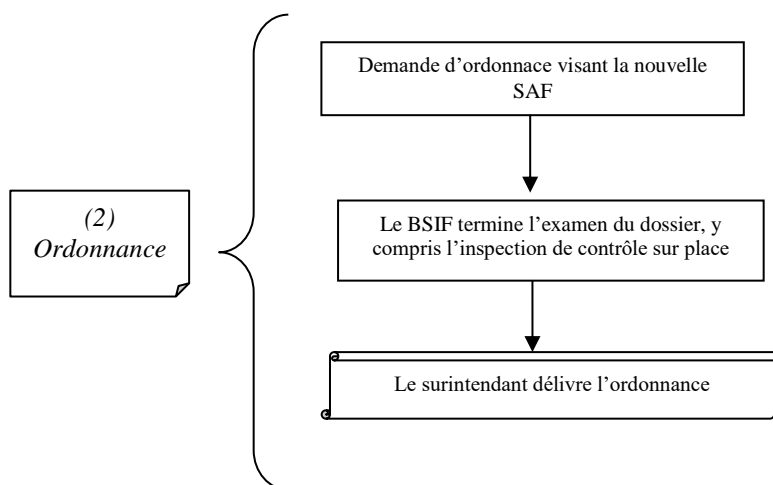 (2)
Ordonnance
Demande d’ordonnace visant la nouvelle
SAF
Le BSIF termine l’examen du dossier, y
compris l’inspection de contrôle sur place
Le surintendant délivre l’ordonnance